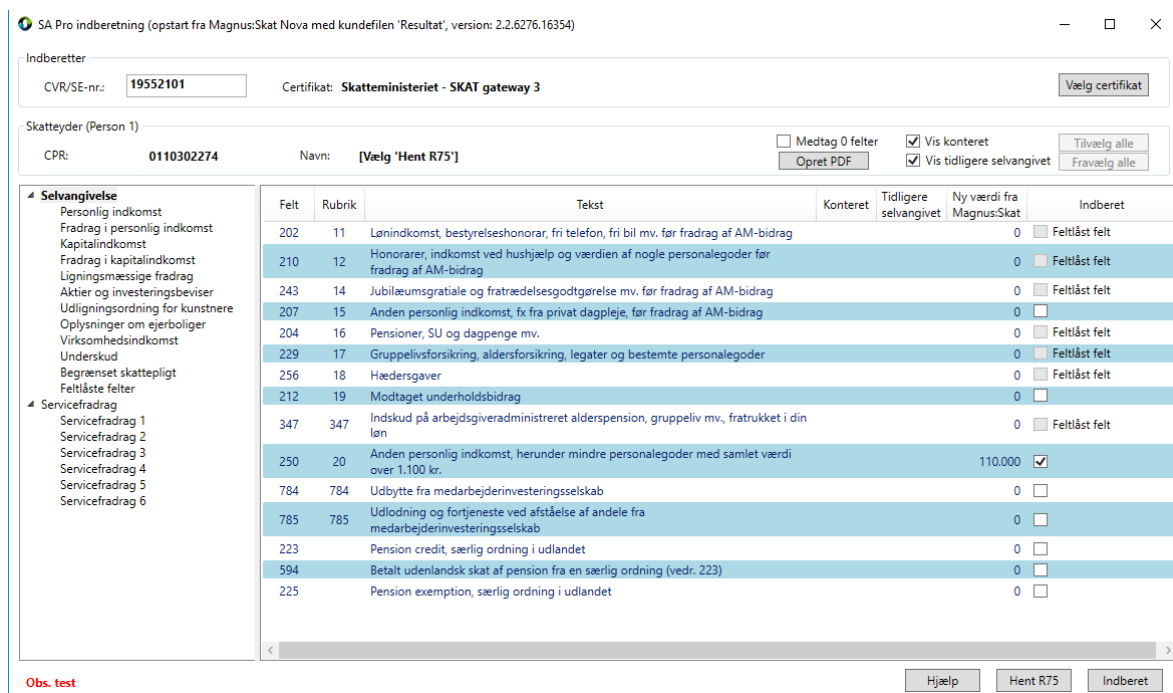 SA Pro indberetning (opstart fra Magnus:Skat Nova med kundefilen 'Resultat', version: 2.2.6276.16354)
Indberetter
CVR/SE-nr.: 19552101 Certifikat: Skatteministeriet - SKAT gateway 3 Vælg certifikat
Skatteyder (Person 1)
CPR: 0110302274 Navn: [Vælg 'Hent R75']
Medtag 0 felter Vis konteret Tilvælg alle
Opret PDF Vis tidligere selvangivet Fravælg alle
Selvangivelse
Personlig indkomst
Fradrag i personlig indkomst
Kapitalindkomst
Fradrag i kapitalindkomst
Ligningsmæssige fradrag
Aktier og investeringsbeviser
Udligningsordning for kunstnere
Oplysninger om ejerboliger
Virksomhedsindkomst
Underskud
Begrænset skattepligt
Feltlåste felter
Servicefradrag
Servicefradrag 1
Servicefradrag 2
Servicefradrag 3
Servicefradrag 4
Servicefradrag 5
Servicefradrag 6
Felt Rubrik Tekst Konteret Tidligere selvangivet Ny værdi fra Magnus:Skat Indberet
202 11 Lønindkomst, bestyrelseshonorar, fri telefon, fri bil mv. før fradrag af AM-bidrag 0 Feltlåst felt
210 12 Honorarer, indkomst ved hushjælp og værdien af nogle personalegoder før
fradrag af AM-bidrag 0 Feltlåst felt
243 14 Jubilæumsgratiale og fratrædelsesgodtgørelse mv. før fradrag af AM-bidrag 0 Feltlåst felt
207 15 Anden personlig indkomst, fx fra privat dagpleje, før fradrag af AM-bidrag 0
204 16 Pensioner, SU og dagpenge mv. 0 Feltlåst felt
229 17 Gruppelivsforsikring, aldersforsikring, legater og bestemte personalegoder 0 Feltlåst felt
256 18 Hædersgaver 0 Feltlåst felt
212 19 Modtaget underholdsbidrag 0
347 347 Indskud på arbejdsgiveradministreret alderspension, gruppeliv mv., fratrukket i din
løn 0 Feltlåst felt
250 20 Anden personlig indkomst, herunder mindre personalegoder med samlet værdi
over 1.100 kr. 110.000
784 784 Udbytte fra medarbejderinvesteringsselskab 0
785 785 Udlodning og fortjeneste ved afståelse af andele fra
medarbejderinvesteringsselskab 0
223 Pension credit, særlig ordning i udlandet 0
594 Betalt udenlandsk skat af pension fra en særlig ordning (vedr. 223) 0
225 Pension exemption, særlig ordning i udlandet 0
Obs. test Hjælp Hent R75 Indberet